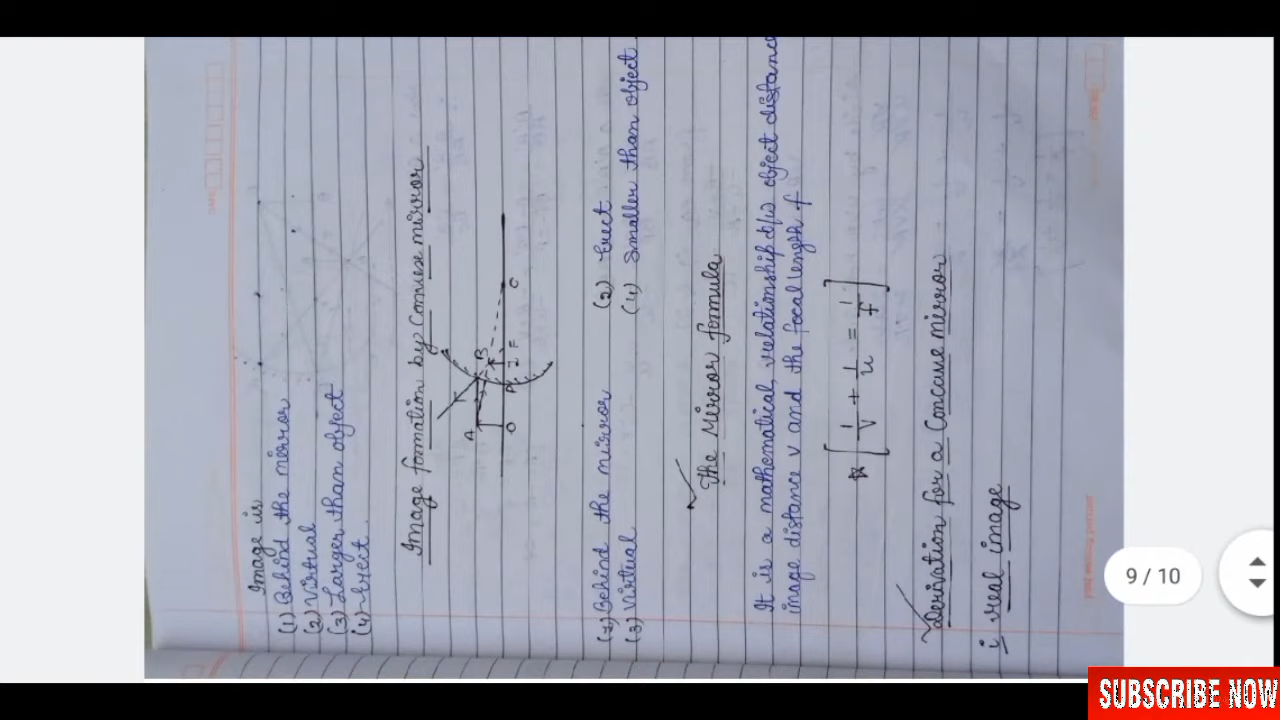 Image is
(1) Behind the mirror
(2) Virtual
(3) Larger than object
(4) Erect
Image formation by Convese mirror
A
B
O
P
I
F
C
(1) Behind the mirror (2) Erect
(3) Virtual (4) Smaller than object
The Mirror formula
It is a mathematical, relationship b/w object distance
image distance v and the focal length f
[1/v + 1/u = 1/f]
Derivation for a Concave mirror
i real image
9 / 10
SUBSCRIBE NOW